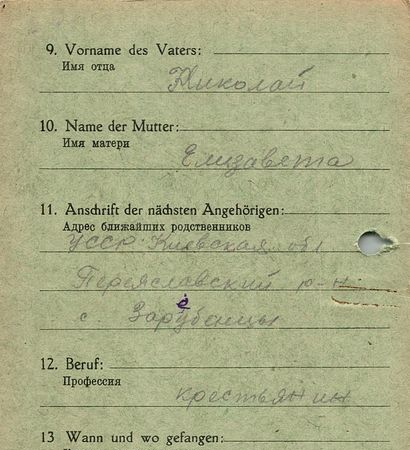 9. Vorname des Vaters:
Имя отца
Николай
10. Name der Mutter:
Имя матери
Елизавета
11. Anschrift der nächsten Angehörigen:
Адрес ближайших родственников
УССР Киевская обл
Переяславский р-н
с Зарубенцы
12. Beruf:
Профессия
крестьянин
13 Wann und wo gefangen: